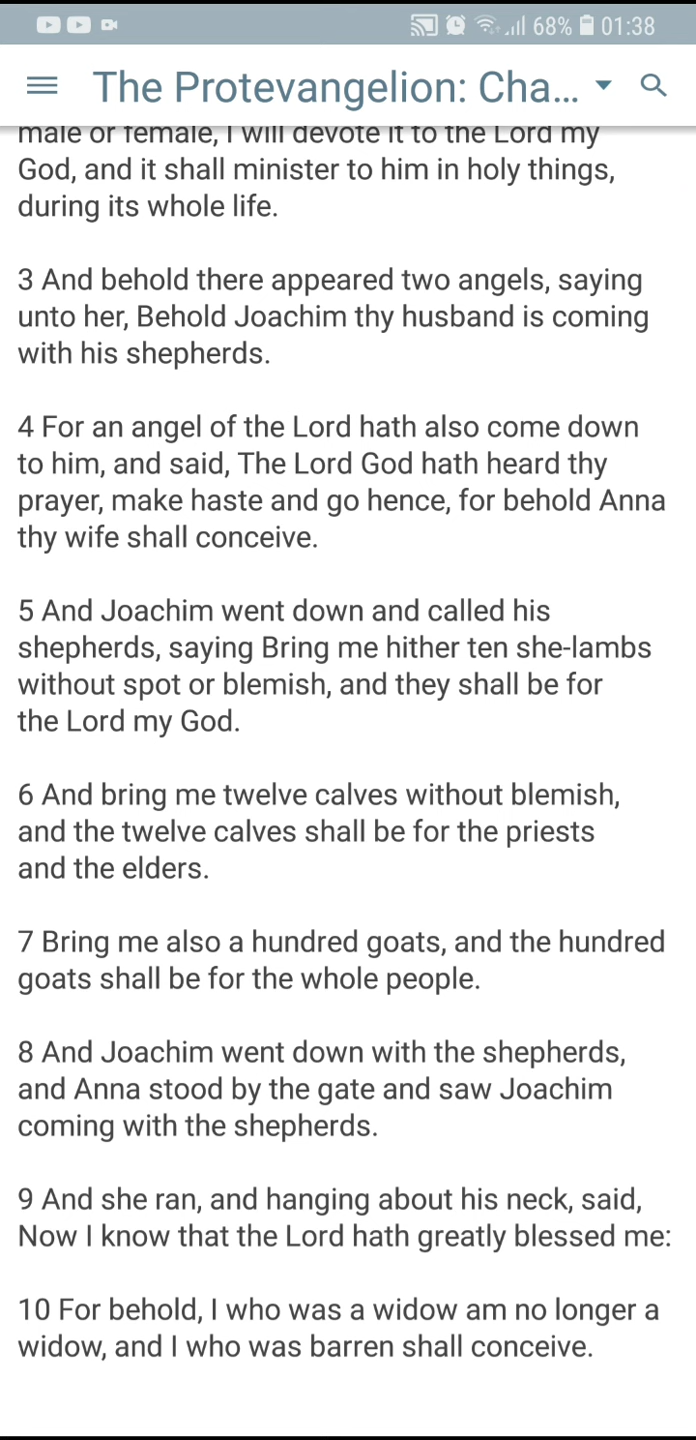 68% 01:38
The Protevangelion: Cha...
male or female, I will devote it to the Lord my
God, and it shall minister to him in holy things,
during its whole life.
3 And behold there appeared two angels, saying
unto her, Behold Joachim thy husband is coming
with his shepherds.
4 For an angel of the Lord hath also come down
to him, and said, The Lord God hath heard thy
prayer, make haste and go hence, for behold Anna
thy wife shall conceive.
5 And Joachim went down and called his
shepherds, saying Bring me hither ten she-lambs
without spot or blemish, and they shall be for
the Lord my God.
6 And bring me twelve calves without blemish,
and the twelve calves shall be for the priests
and the elders.
7 Bring me also a hundred goats, and the hundred
goats shall be for the whole people.
8 And Joachim went down with the shepherds,
and Anna stood by the gate and saw Joachim
coming with the shepherds.
9 And she ran, and hanging about his neck, said,
Now I know that the Lord hath greatly blessed me:
10 For behold, I who was a widow am no longer a
widow, and I who was barren shall conceive.